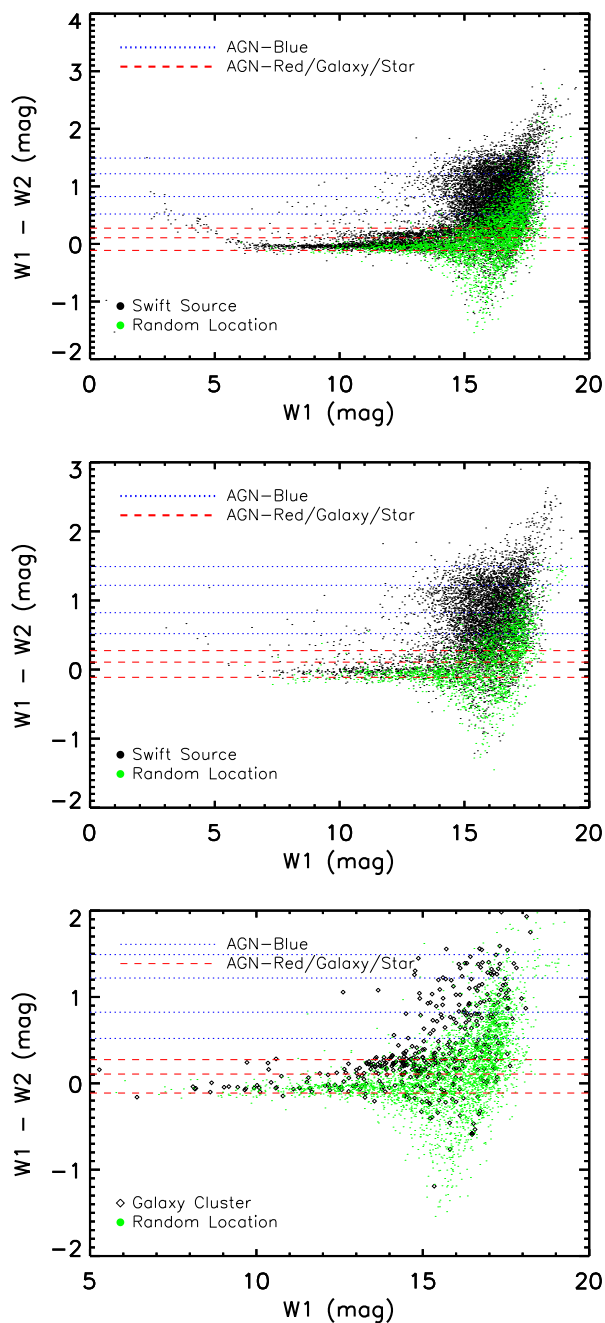 4
AGN-Blue
AGN-Red/Galaxy/Star
3
2
1
0
-1
-2
W1 - W2 (mag)
Swift Source
Random Location
0 5 10 15 20
W1 (mag)
3
AGN-Blue
AGN-Red/Galaxy/Star
2
1
0
-1
-2
W1 - W2 (mag)
Swift Source
Random Location
0 5 10 15 20
W1 (mag)
2
AGN-Blue
AGN-Red/Galaxy/Star
1
0
-1
-2
W1 - W2 (mag)
Galaxy Cluster
Random Location
5 10 15 20
W1 (mag)